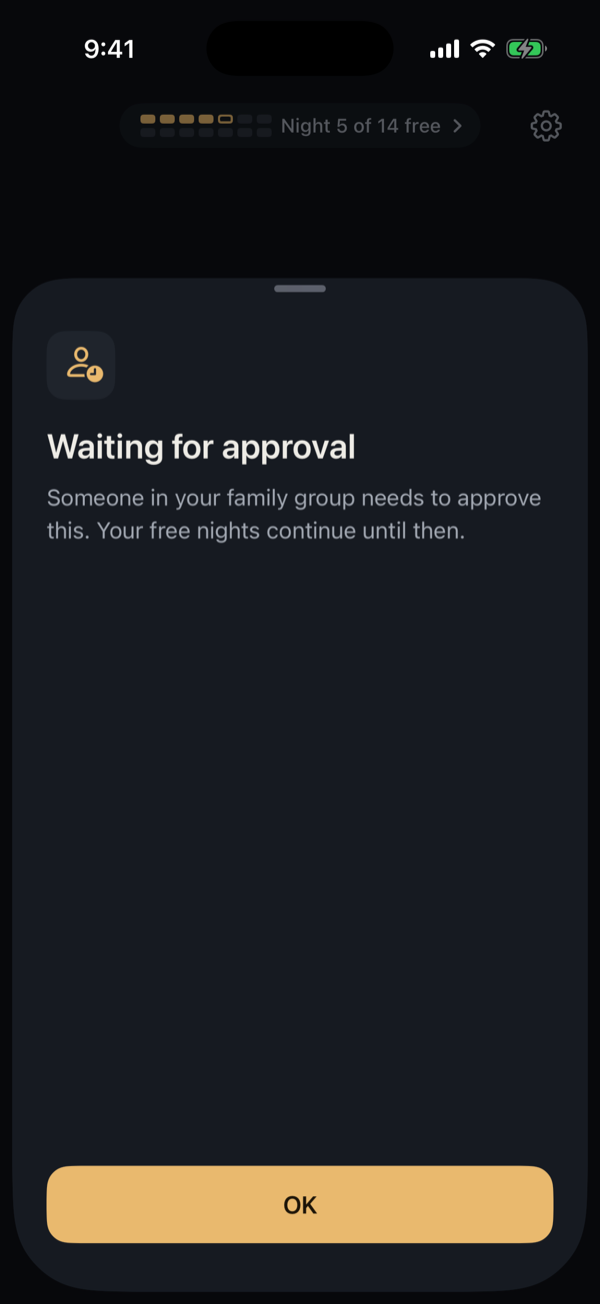 9:41
Night 5 of 14 free
Waiting for approval
Someone in your family group needs to approve
this. Your free nights continue until then.
OK